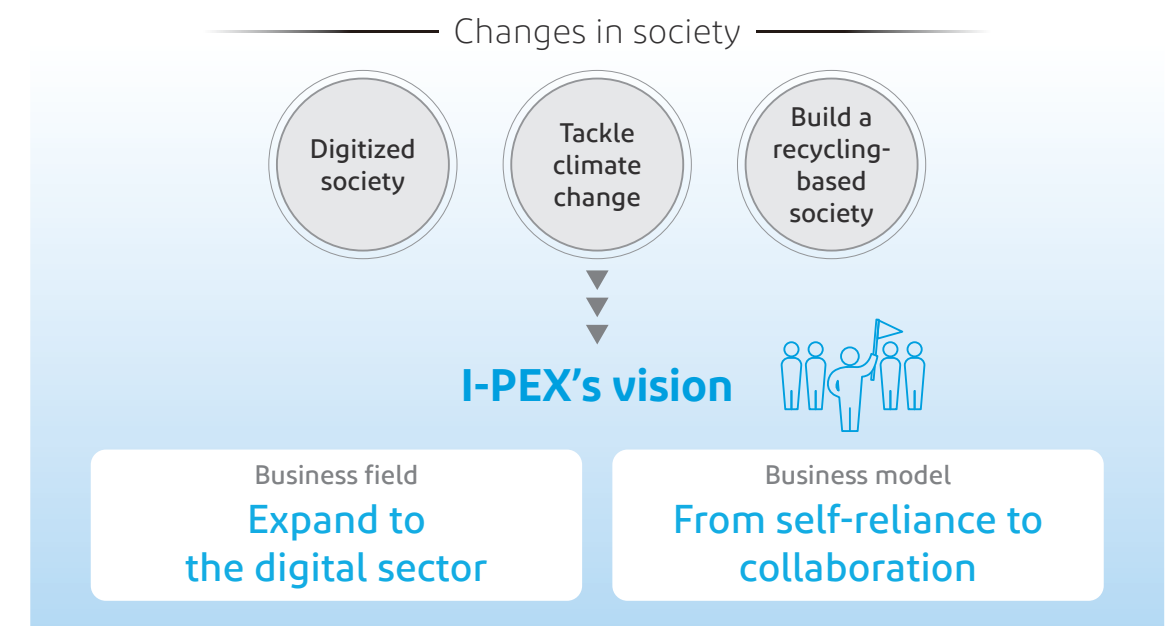 Changes in society
Digitized
society
Tackle
climate
change
Build a
recycling-
based
society
I-PEX’s vision
Business field
Expand to
the digital sector
Business model
From self-reliance to
collaboration